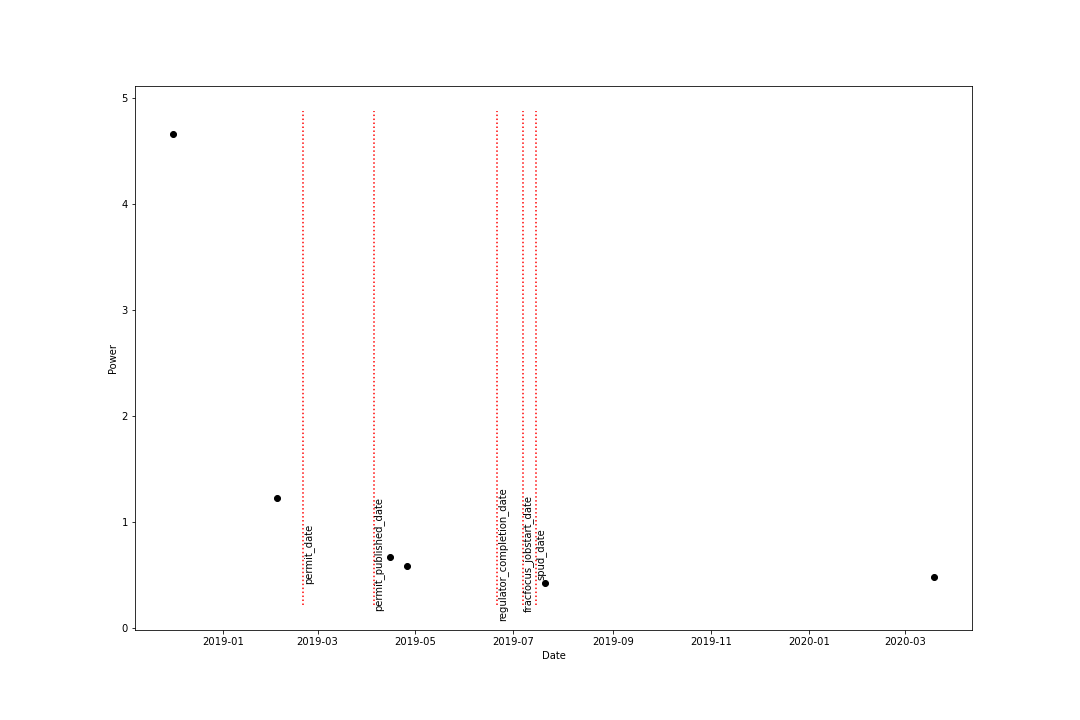 5
4
3
2
1
0
Power
permit_date
permit_published_date
regulator_completion_date
fracfocus_jobstart_date
spud_date
2019-01 2019-03 2019-05 2019-07 2019-09 2019-11 2020-01 2020-03
Date